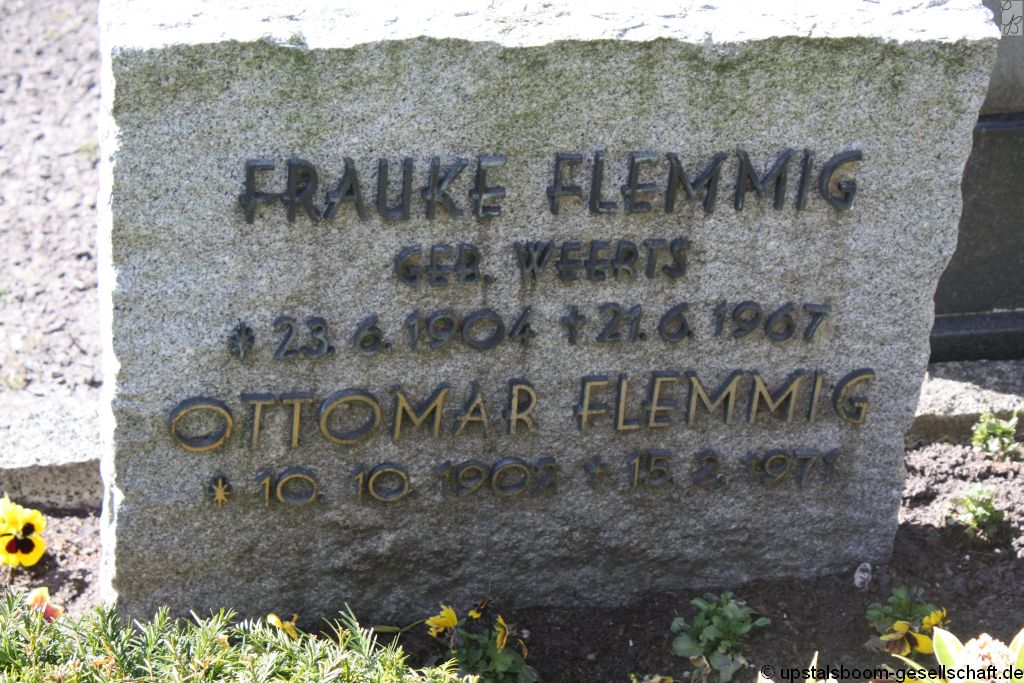 FRAUKE FLEMMIG
GEB. WEERTS
* 23. 6. 1904 † 21. 6. 1967
OTTOMAR FLEMMIG
* 10. 10. 1902 † 15. 2. 1971
© upstalsboom-gesellschaft.de